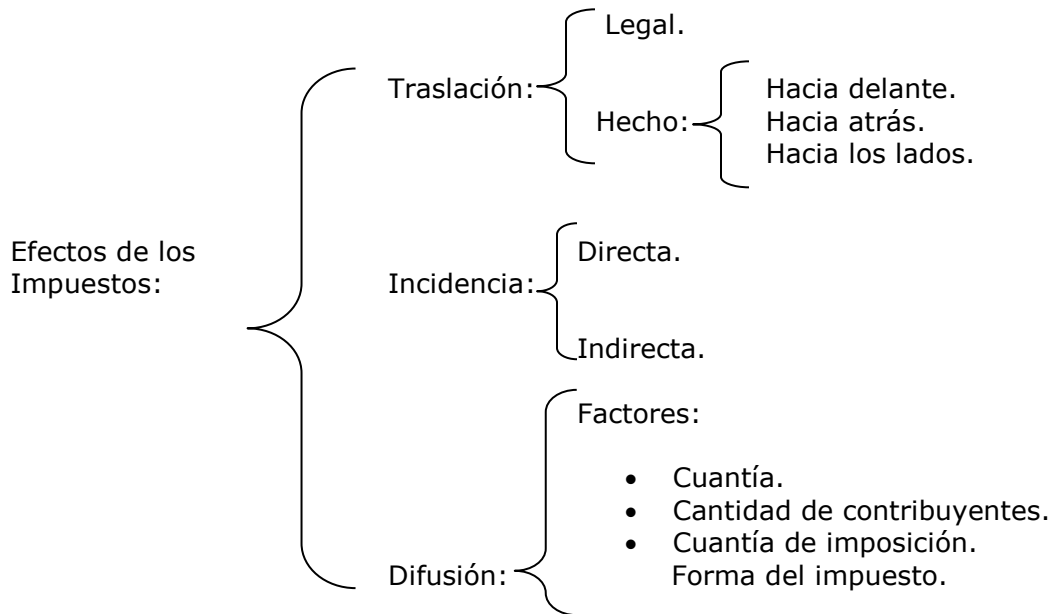 Legal.
Traslación:
Hacia delante.
Hecho:
Hacia atrás.
Hacia los lados.
Efectos de los
Impuestos:
Directa.
Incidencia:
Indirecta.
Factores:
• Cuantía.
• Cantidad de contribuyentes.
• Cuantía de imposición.
Difusión:
Forma del impuesto.